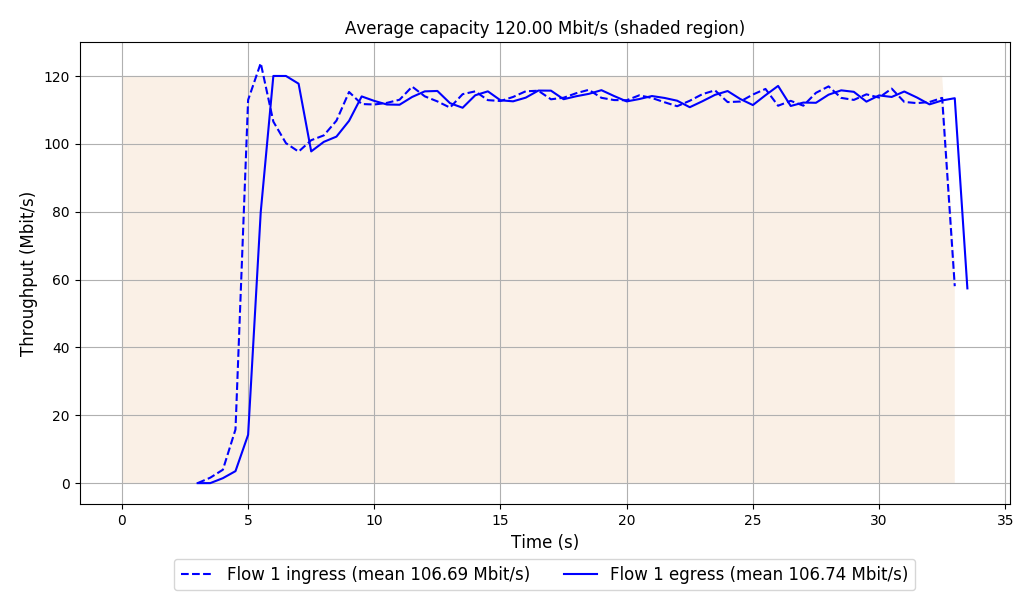 Average capacity 120.00 Mbit/s (shaded region)
120
100
80
60
40
20
0
Throughput (Mbit/s)
0 5 10 15 20 25 30 35
Time (s)
Flow 1 ingress (mean 106.69 Mbit/s) Flow 1 egress (mean 106.74 Mbit/s)